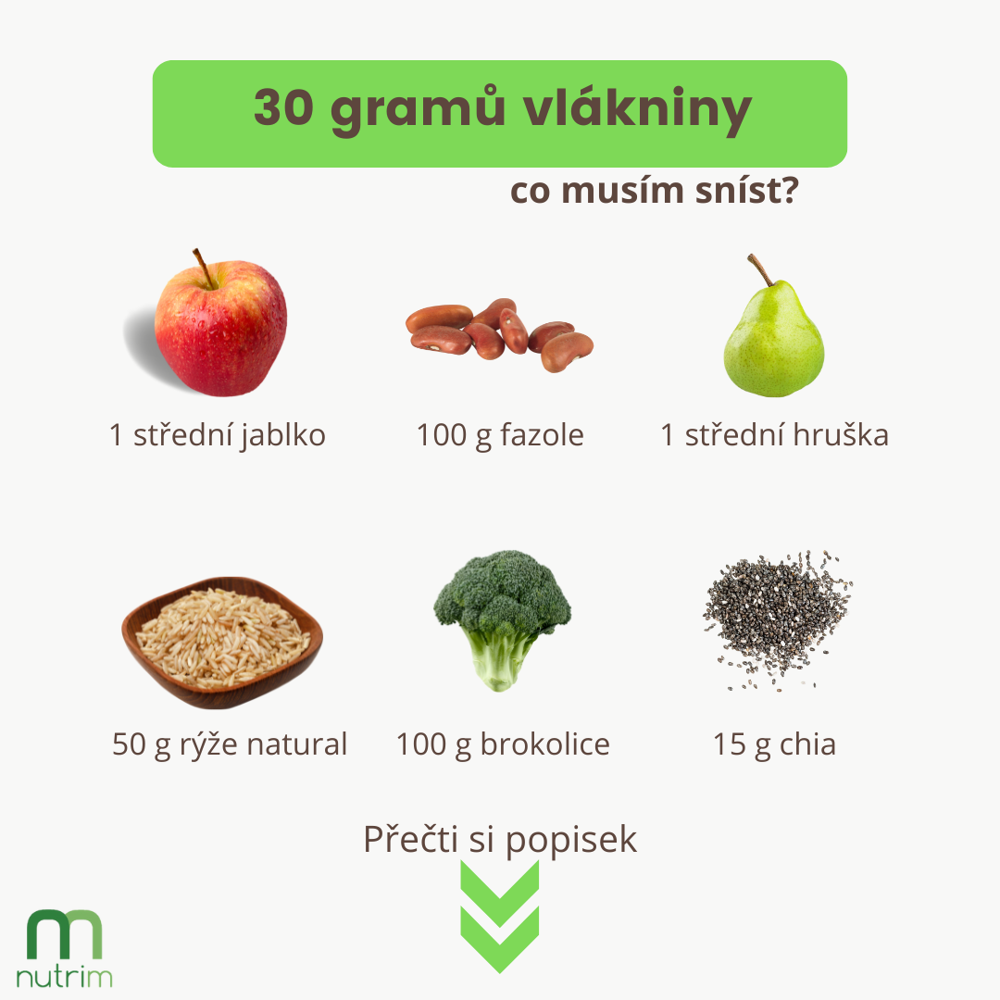 30 gramů vlákniny
co musím sníst?
1 střední jablko
100 g fazole
1 střední hruška
50 g rýže natural
100 g brokolice
15 g chia
Přečti si popisek
nutrim